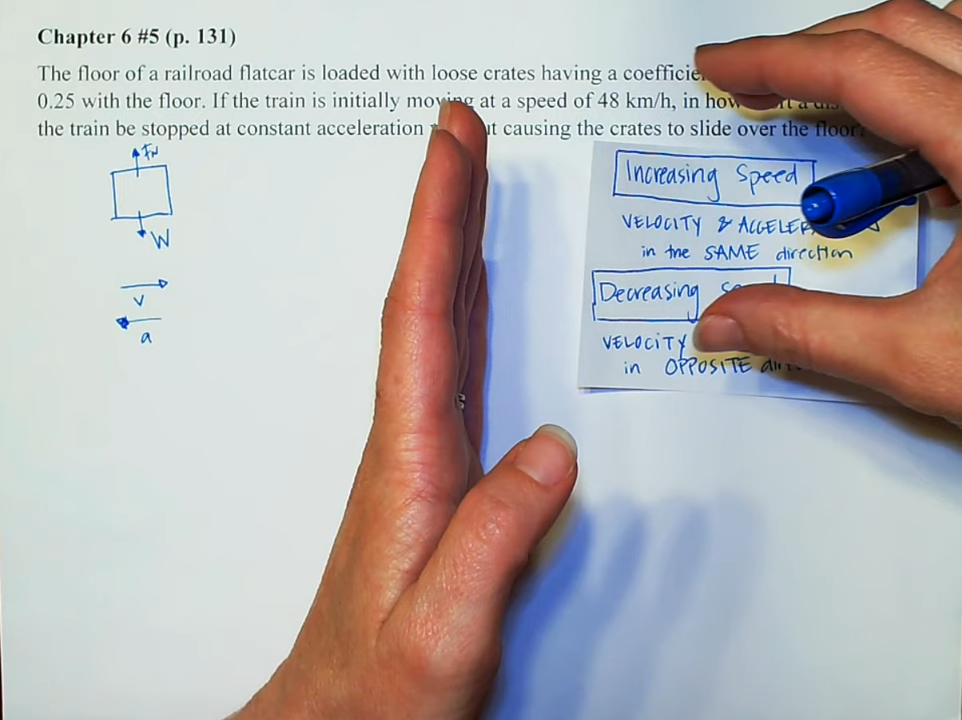 Chapter 6 #5 (p. 131)
The floor of a railroad flatcar is loaded with loose crates having a
0.25 with the floor. If the train is initially moving at a speed of 48 km/h, in
the train be stopped at constant acceleration causing the crates to slide over the floor?
FN
W
v
a
Increasing Speed
VELOCITY &
in the SAME direction
Decreasing
VELOCITY
in OPPOSITE